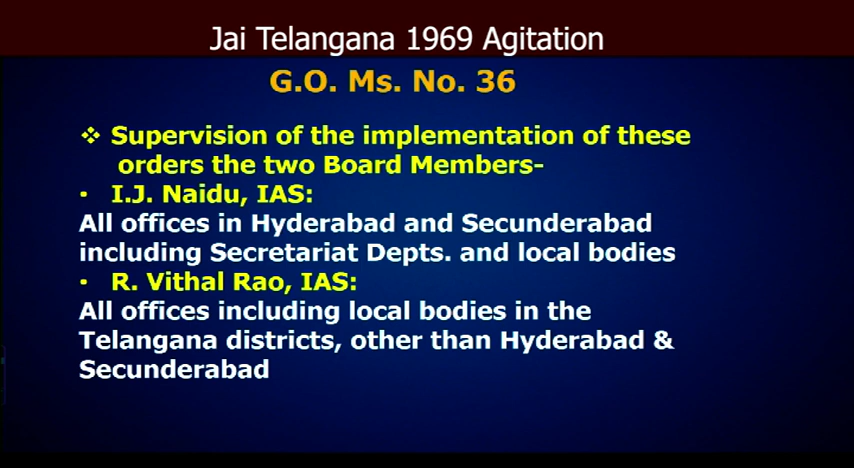 Jai Telangana 1969 Agitation
G.O. Ms. No. 36
❖ Supervision of the implementation of these
orders the two Board Members-
• I.J. Naidu, IAS:
All offices in Hyderabad and Secunderabad
including Secretariat Depts. and local bodies
• R. Vithal Rao, IAS:
All offices including local bodies in the
Telangana districts, other than Hyderabad &
Secunderabad